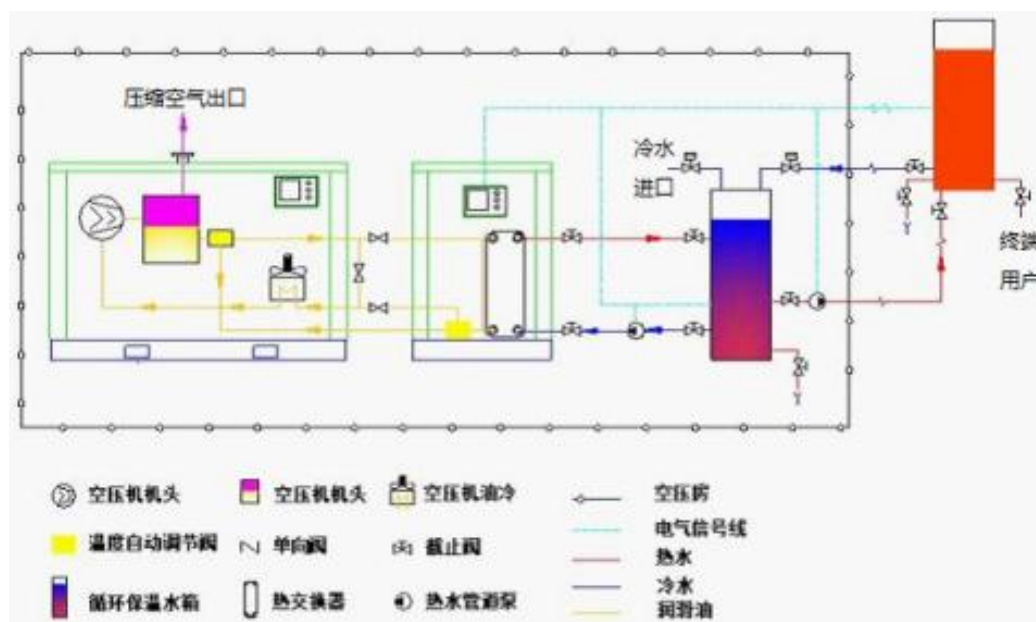 压缩空气出口
冷水
进口
终端
用户
空压机机头
空压机机头
空压机油冷
空压房
电气信号线
温度自动调节阀
单向阀
截止阀
热水
冷水
循环保温水箱
热交换器
热水管道泵
润滑油